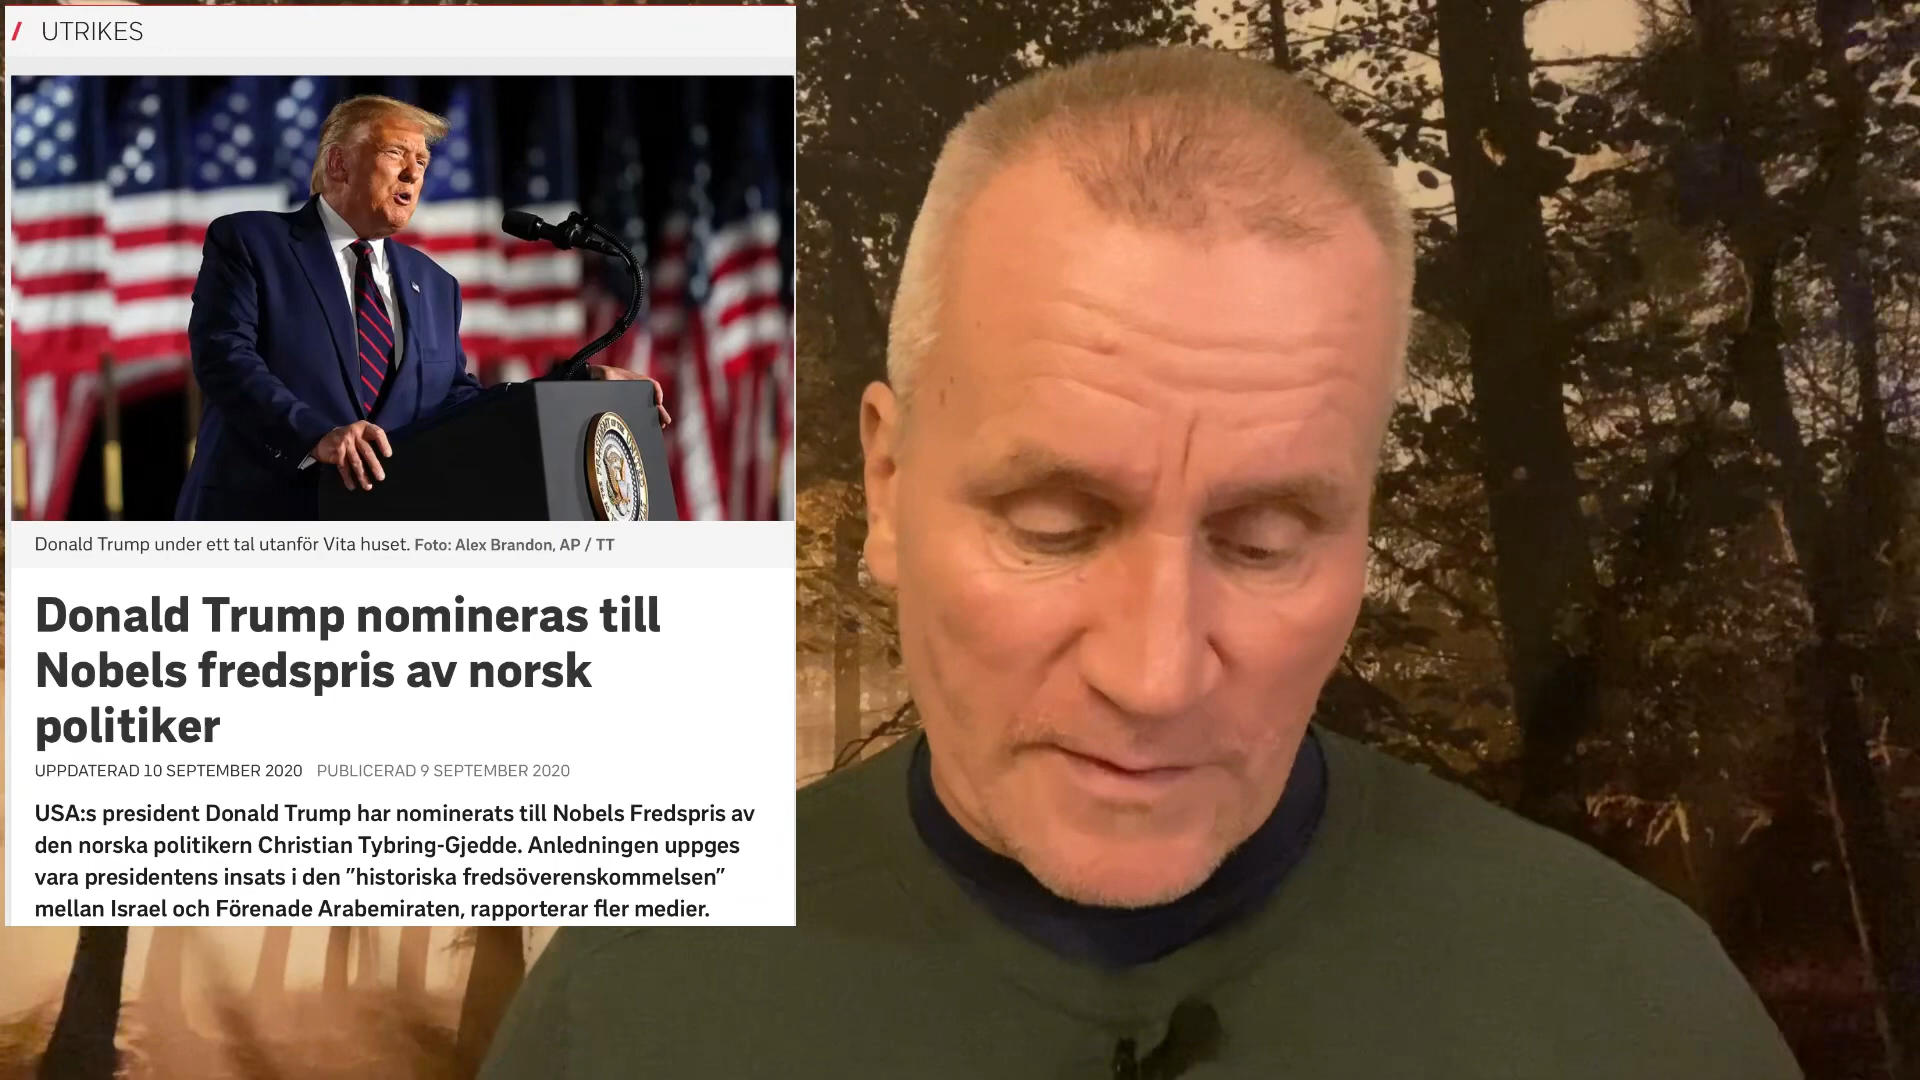 / UTRIKES
Donald Trump under ett tal utanför Vita huset. Foto: Alex Brandon, AP / TT
Donald Trump nomineras till
Nobels fredspris av norsk
politiker
UPPDATERAD 10 SEPTEMBER 2020 PUBLICERAD 9 SEPTEMBER 2020
USA:s president Donald Trump har nominerats till Nobels Fredspris av
den norska politikern Christian Tybring-Gjedde. Anledningen uppges
vara presidentens insats i den ”historiska fredsöverenskommelsen”
mellan Israel och Förenade Arabemiraten, rapporterar fler medier.